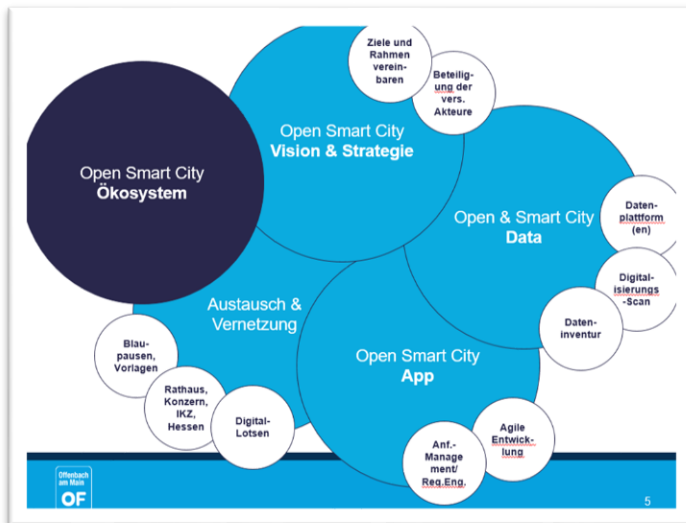 Ziele und
Rahmen
verein-
baren
Beteilig-
ung der
vers.
Akteure
Open Smart City
Vision & Strategie
Open Smart City
Ökosystem
Open & Smart City
Data
Daten-
plattform
(en)
Digital-
isierungs
-Scan
Daten-
inventur
Austausch &
Vernetzung
Open Smart City
App
Blau-
pausen,
Vorlagen
Rathaus,
Konzern,
IKZ,
Hessen
Digital-
Lotsen
Anf.-
Manage
ment/
Req.Eng.
Agile
Entwick-
lung
Offenbach
am Main
OF
5